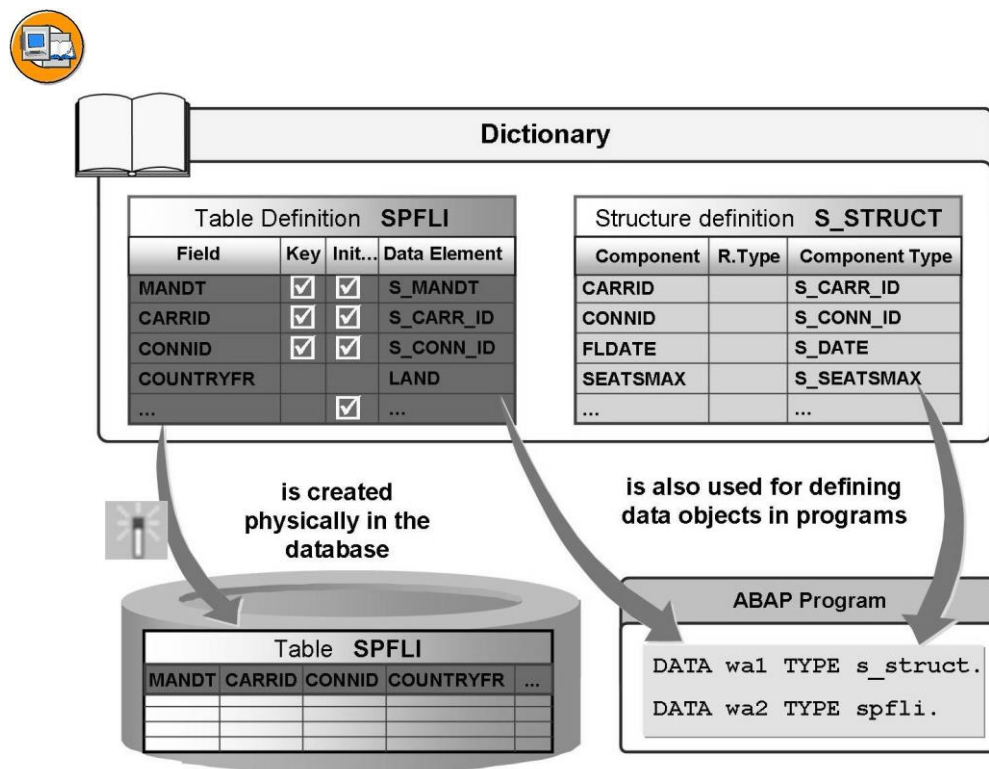 Dictionary
Table Definition SPFLI
Field Key Init... Data Element
MANDT S_MANDT
CARRID S_CARR_ID
CONNID S_CONN_ID
COUNTRYFR LAND
... ...
Structure definition S_STRUCT
Component R.Type Component Type
CARRID S_CARR_ID
CONNID S_CONN_ID
FLDATE S_DATE
SEATSMAX S_SEATSMAX
... ...
is created
physically in the
database
is also used for defining
data objects in programs
Table SPFLI
MANDT CARRID CONNID COUNTRYFR ...
ABAP Program
DATA wa1 TYPE s_struct.
DATA wa2 TYPE spfli.